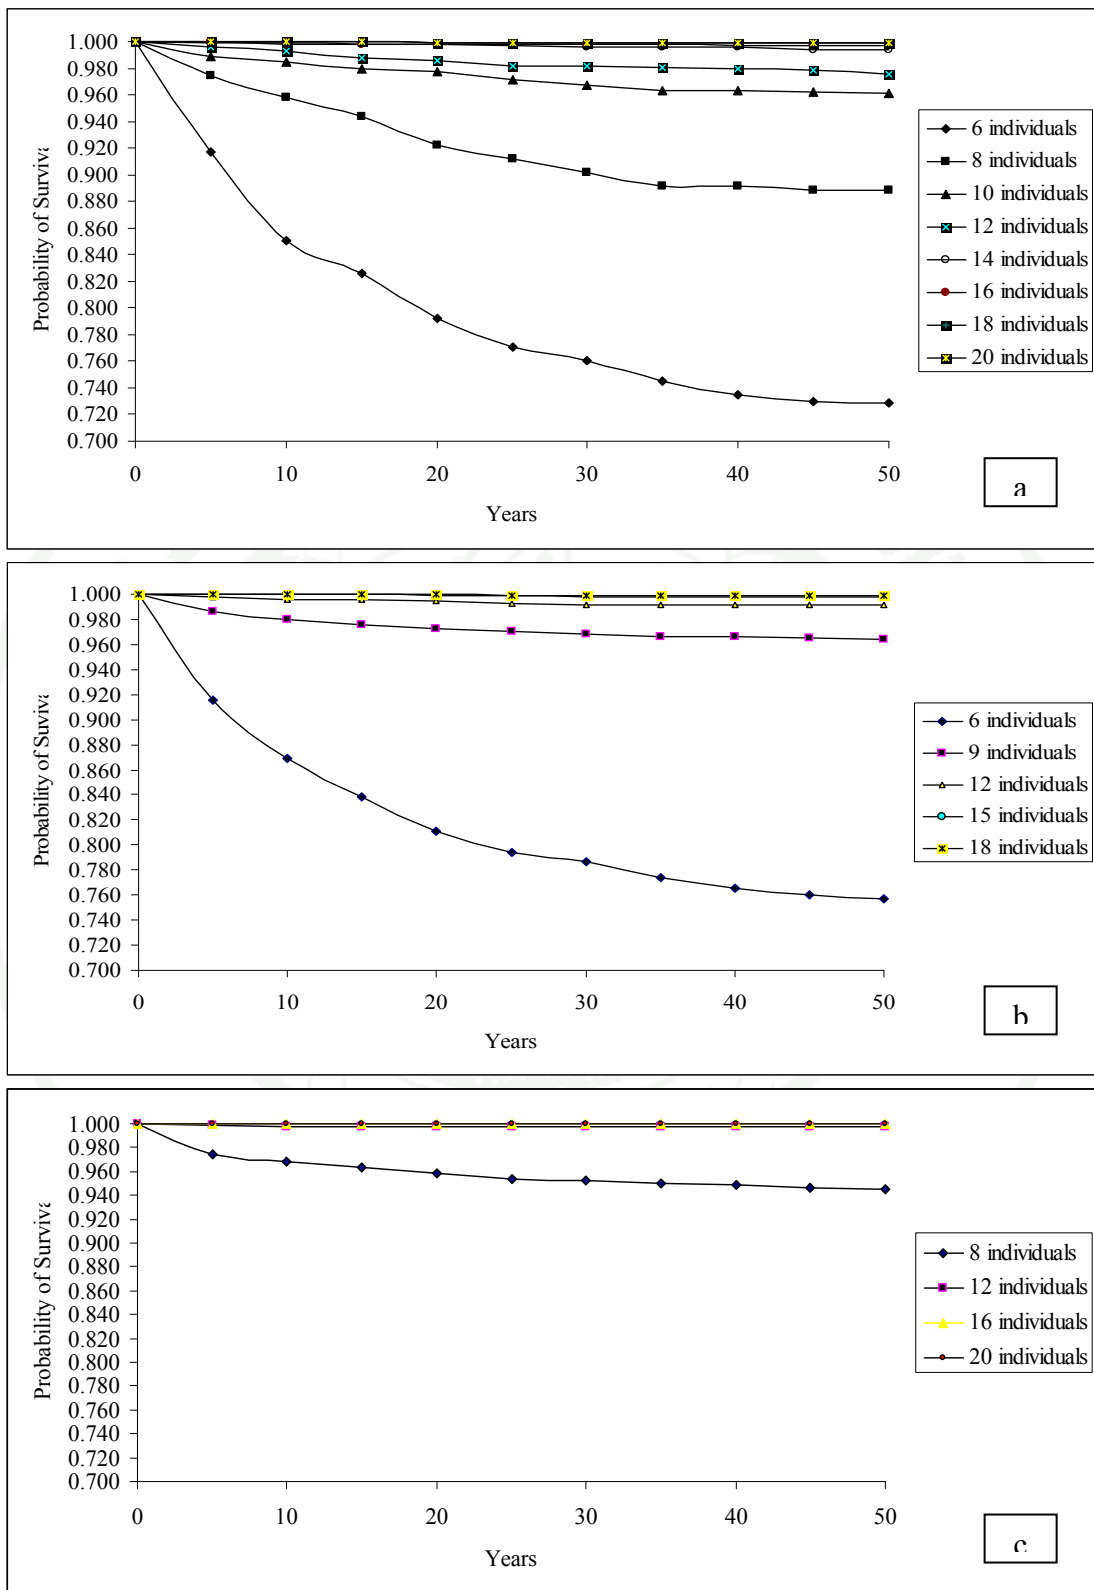 1.000
0.980
0.960
0.940
0.920
0.900
0.880
0.860
0.840
0.820
0.800
0.780
0.760
0.740
0.720
0.700
Probability of Surviva
0 10 20 30 40 50
Years
6 individuals
8 individuals
10 individuals
12 individuals
14 individuals
16 individuals
18 individuals
20 individuals
a
1.000
0.980
0.960
0.940
0.920
0.900
0.880
0.860
0.840
0.820
0.800
0.780
0.760
0.740
0.720
0.700
Probability of Suviva
0 10 20 30 40 50
Years
6 individuals
9 individuals
12 individuals
15 individuals
18 individuals
b
1.000
0.980
0.960
0.940
0.920
0.900
0.880
0.860
0.840
0.820
0.800
0.780
0.760
0.740
0.720
0.700
Probability of Surviva
0 10 20 30 40 50
Years
8 individuals
12 individuals
16 individuals
20 individuals
c